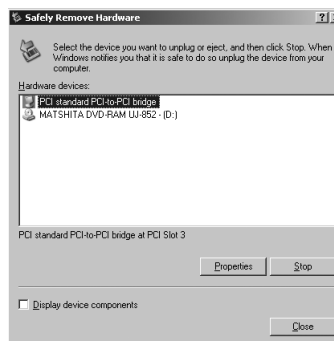 Safely Remove Hardware
Select the device you want to unplug or eject, and then click Stop. When
Windows notifies you that it is safe to do so unplug the device from your
computer.
Hardware devices:
PCI standard PCI-to-PCI bridge
MATSHITA DVD-RAM UJ-852 - (D:)
PCI standard PCI-to-PCI bridge at PCI Slot 3
Properties
Stop
Display device components
Close